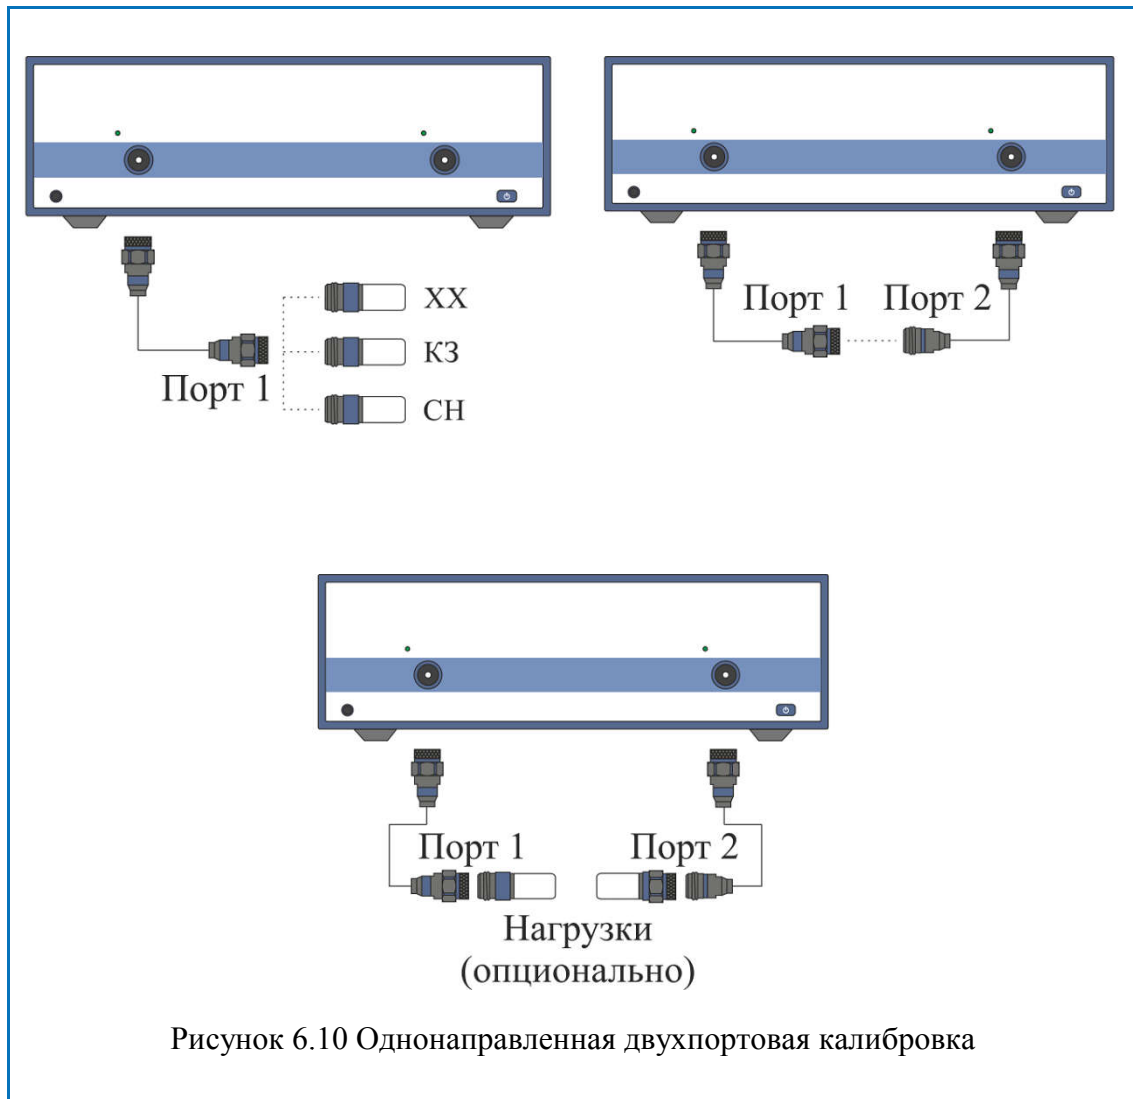 ХХ
КЗ
СН
Порт 1
Порт 1
Порт 2
Порт 1
Порт 2
Нагрузки
(опционально)
Рисунок 6.10 Однонаправленная двухпортовая калибровка